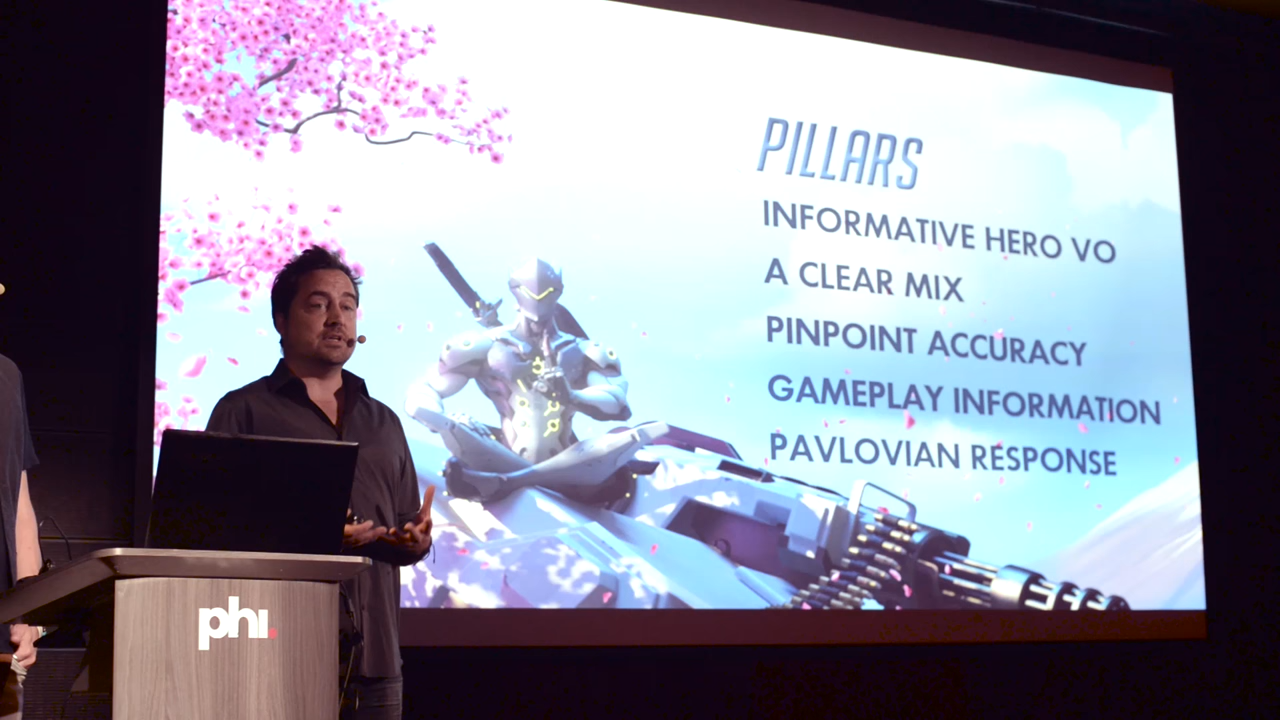 PILLARS
INFORMATIVE HERO VO
A CLEAR MIX
PINPOINT ACCURACY
GAMEPLAY INFORMATION
PAVLOVIAN RESPONSE
phi.